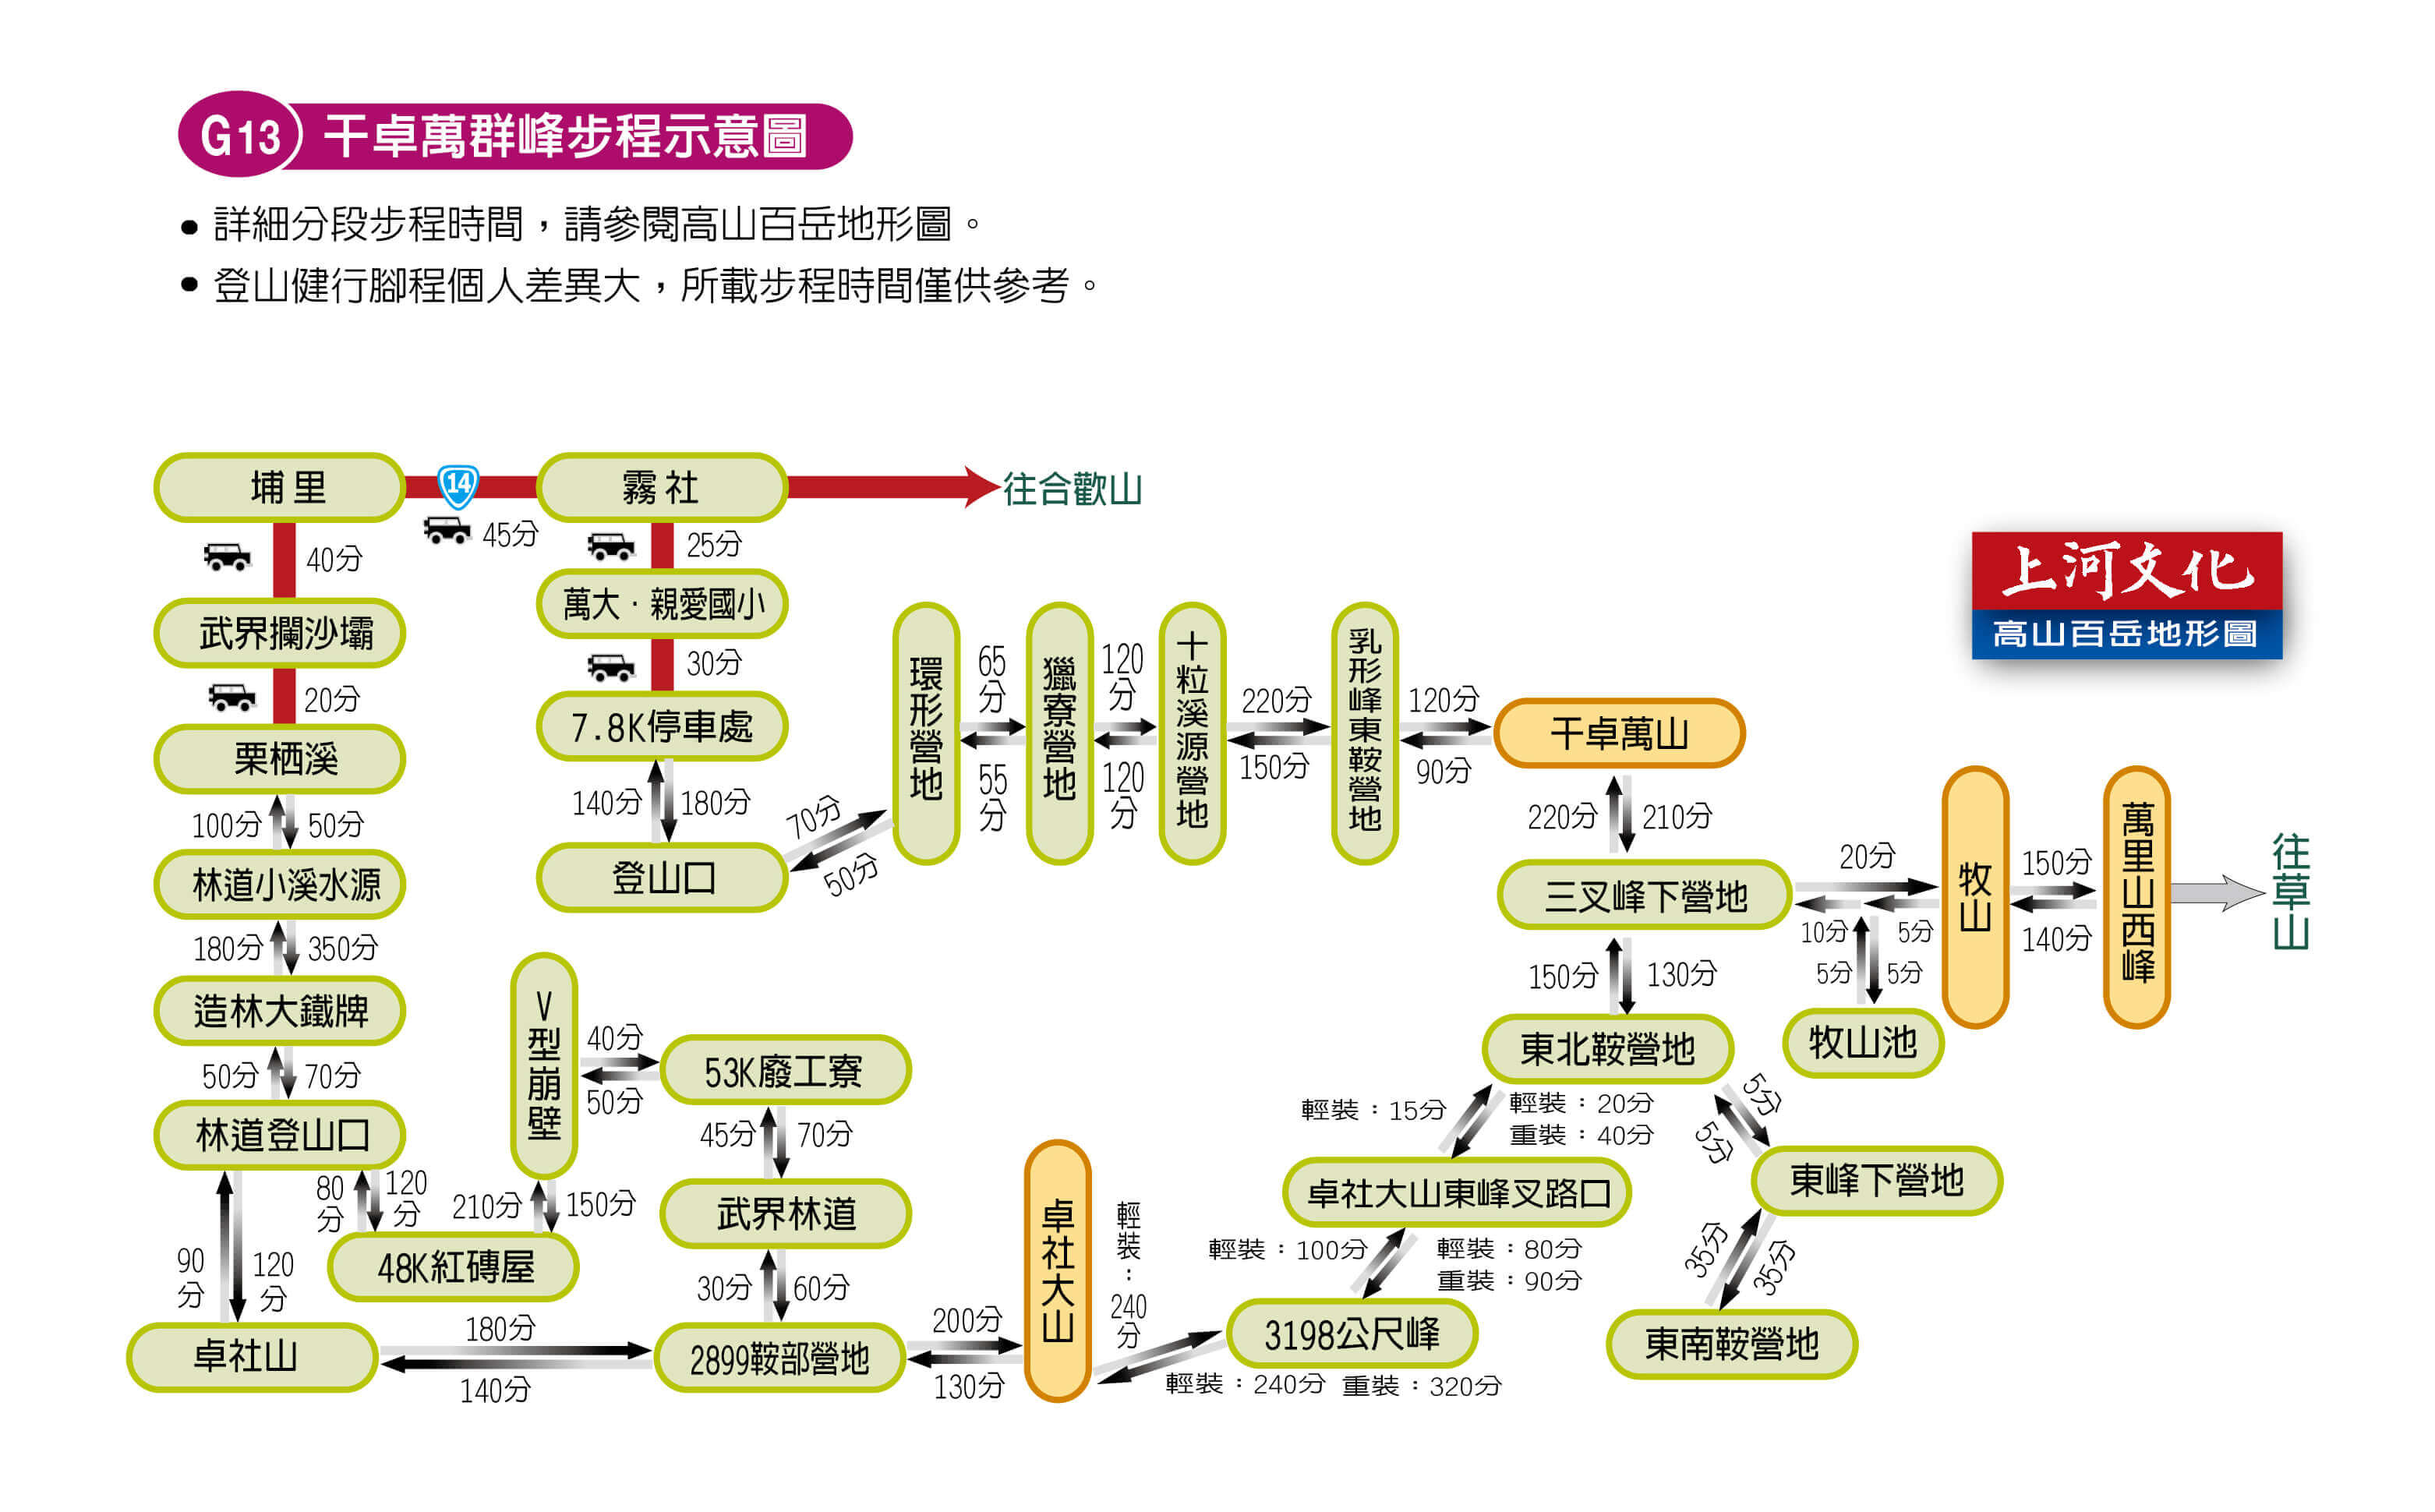 G13 干卓萬群峰步程示意圖
● 詳細分段步程時間，請參閱高山百岳地形圖。
● 登山健行腳程個人差異大，所載步程時間僅供參考。
埔里
14
45分
霧社
往合歡山
40分
25分
武界攔沙壩
萬大·親愛國小
20分
30分
栗栖溪
7.8K停車處
100分
50分
140分
180分
林道小溪水源
登山口
70分
50分
180分
350分
造林大鐵牌
50分
70分
林道登山口
80分
120分
90分
120分
48K紅磚屋
210分
150分
V型崩壁
40分
50分
53K廢工寮
45分
70分
武界林道
30分
60分
卓社山
180分
140分
2899鞍部營地
200分
130分
卓社大山
輕裝：240分
輕裝：240分 重裝：320分
3198公尺峰
輕裝：100分
輕裝：80分
重裝：90分
卓社大山東峰叉路口
輕裝：15分
輕裝：20分
重裝：40分
東北鞍營地
5分
5分
東峰下營地
35分
35分
東南鞍營地
150分
130分
三叉峰下營地
220分
210分
干卓萬山
環形營地
65分
55分
獵寮營地
120分
120分
十粒溪源營地
220分
150分
乳形峰東鞍營地
120分
90分
20分
10分
5分
5分
5分
牧山池
牧山
150分
140分
萬里山西峰
往草山
上河文化
高山百岳地形圖